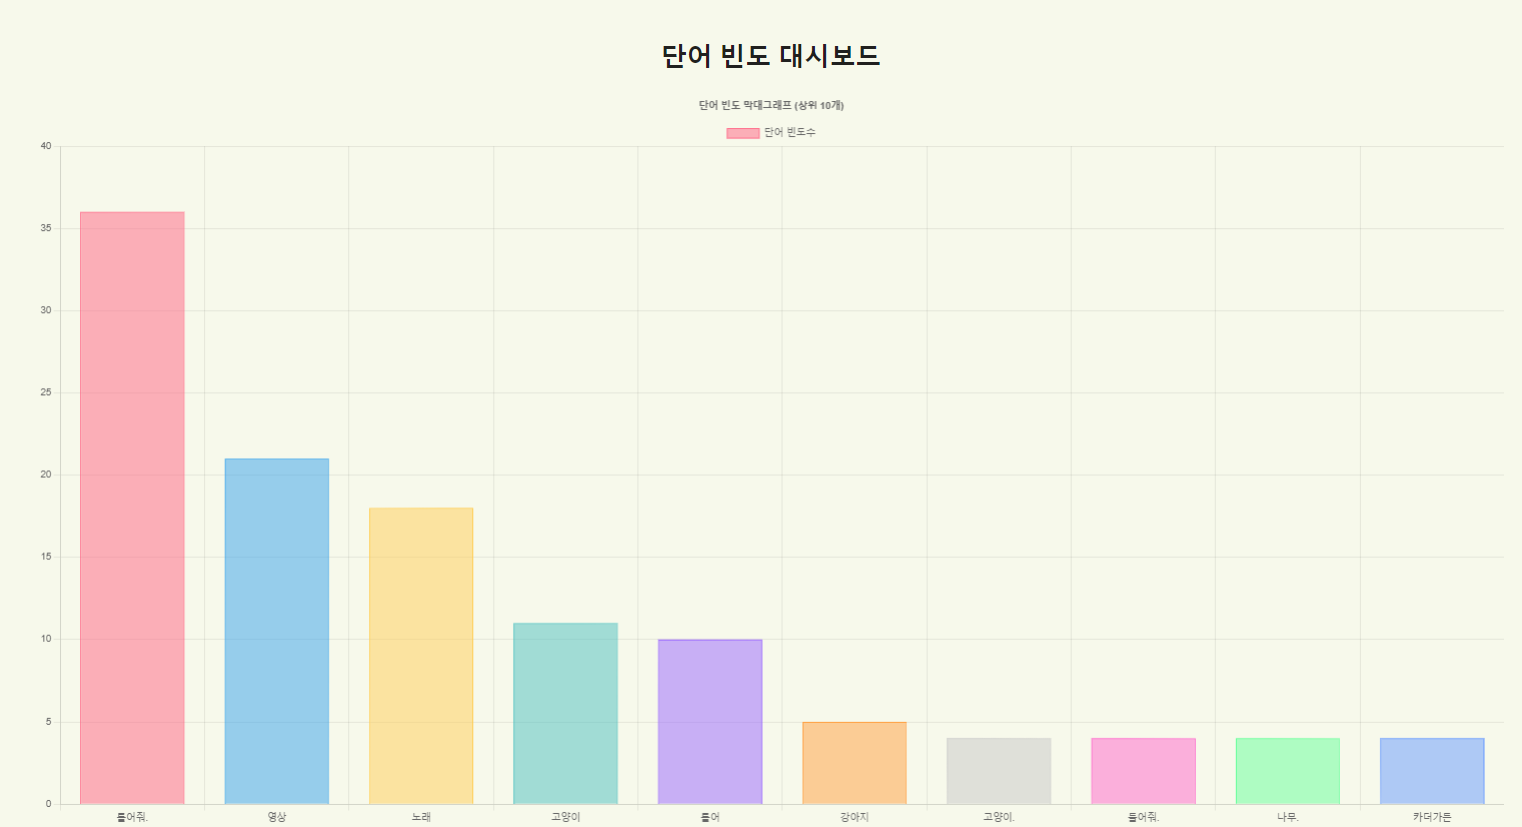 단어 빈도 대시보드
단어 빈도 막대그래프 (상위 10개)
단어 빈도수
40
35
30
25
20
15
10
5
0
틀어줘. 영상 노래 고양이 틀어 강아지 고양이. 들어줘. 나무. 카더가든